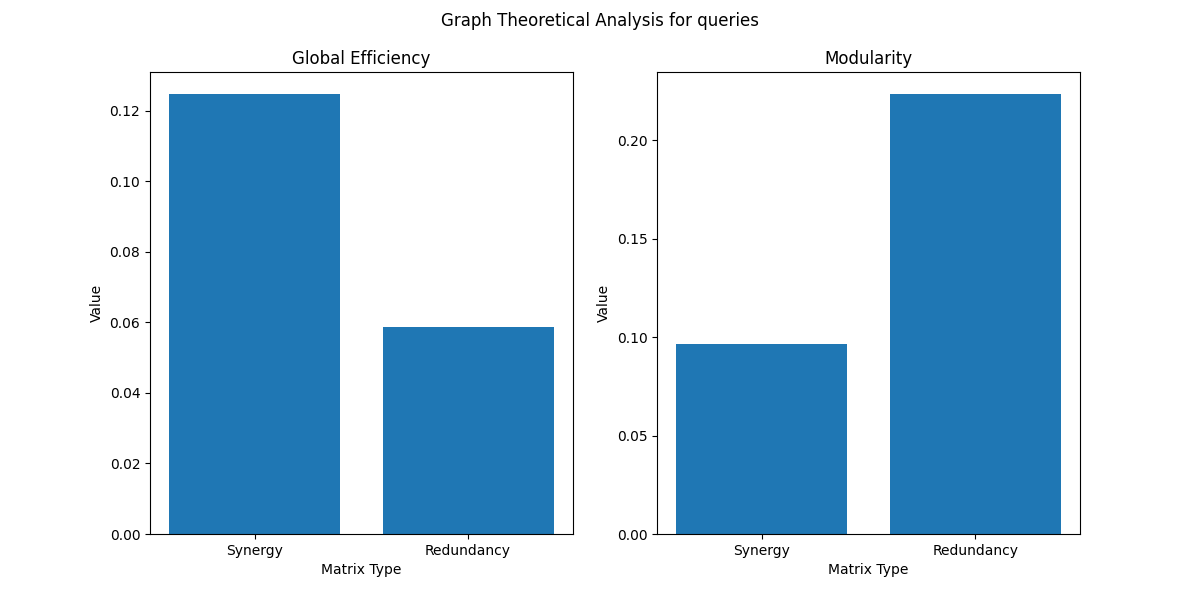 Graph Theoretical Analysis for queries
Global Efficiency
Value
0.12
0.10
0.08
0.06
0.04
0.02
0.00
Synergy
Redundancy
Matrix Type
Modularity
Value
0.20
0.15
0.10
0.05
0.00
Synergy
Redundancy
Matrix Type